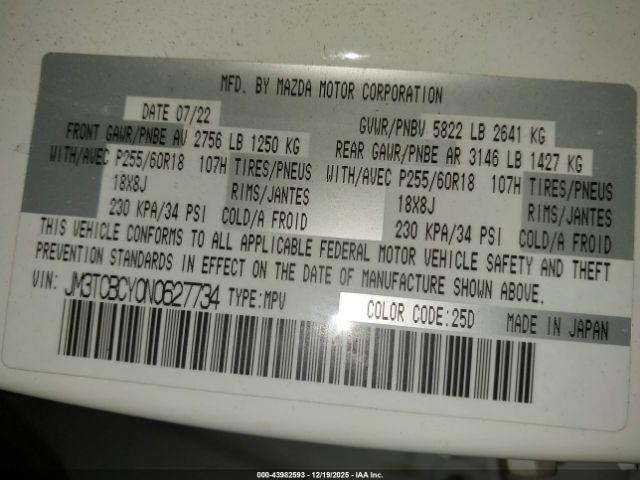 MFD. BY MAZDA MOTOR CORPORATION
DATE 07/22
GVWR/PNBV 5822 LB 2641 KG
FRONT GAWR/PNBE AV 2756 LB 1250 KG
REAR GAWR/PNBE AR 3146 LB 1427 KG
WITH/AVEC P255/60R18 107H TIRES/PNEUS
18X8J RIMS/JANTES
230 KPA/34 PSI COLD/A FROID
WITH/AVEC P255/60R18 107H TIRES/PNEUS
18X8J RIMS/JANTES
230 KPA/34 PSI COLD/A FROID
THIS VEHICLE CONFORMS TO ALL APPLICABLE FEDERAL MOTOR VEHICLE SAFETY AND THEFT
PREVENTION STANDARDS IN EFFECT ON THE DATE OF MANUFACTURE SHOWN ABOVE.
VIN: JM3TCBCY0N0627734 TYPE:MPV
COLOR CODE:25D MADE IN JAPAN
000-43982593 - 12/19/2025 - IAA Inc.